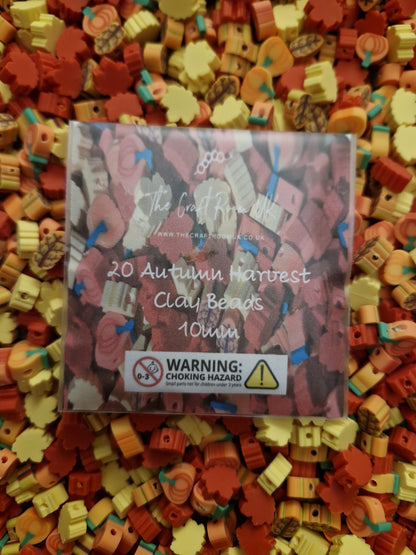 The Craft Room UK
WWW.THECRAFTROOMUK.CO.UK
20 Autumn Harvest
Clay Beads
10mm
0-3
WARNING:
CHOKING HAZARD
Small parts not for children under 3 years